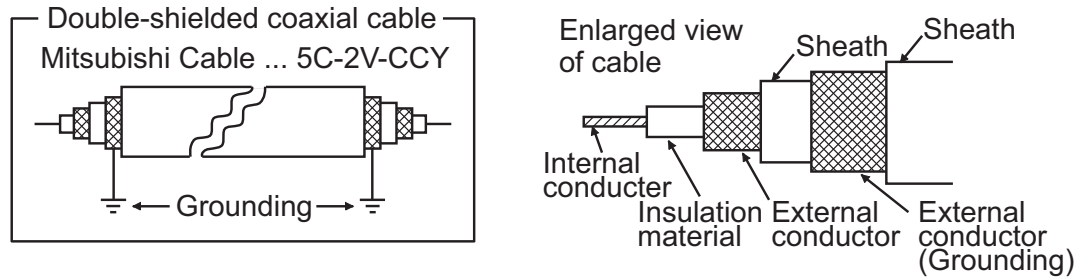 Double-shielded coaxial cable
Mitsubishi Cable ... 5C-2V-CCY
Grounding
Enlarged view
of cable
Sheath
Sheath
Internal
conducter
Insulation
material
External
conductor
External
conductor
(Grounding)